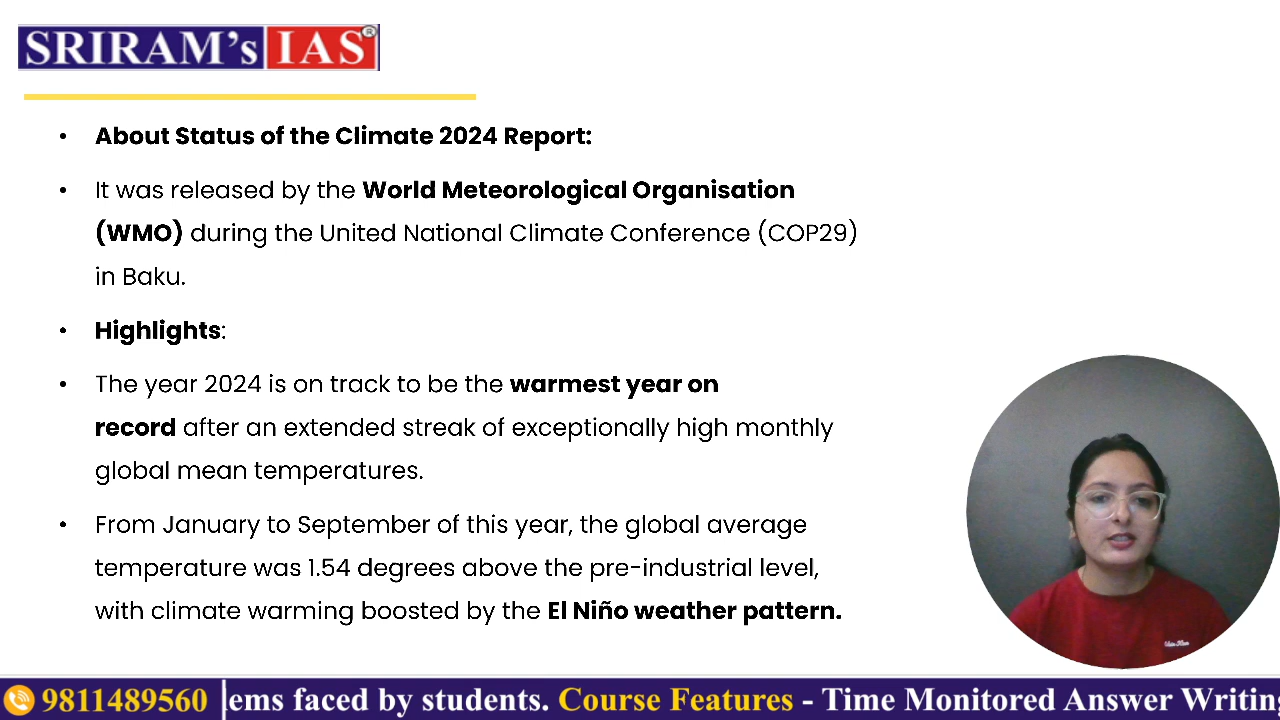 SRIRAM's IAS ®
• About Status of the Climate 2024 Report:
• It was released by the World Meteorological Organisation
(WMO) during the United National Climate Conference (COP29)
in Baku.
• Highlights:
• The year 2024 is on track to be the warmest year on
record after an extended streak of exceptionally high monthly
global mean temperatures.
• From January to September of this year, the global average
temperature was 1.54 degrees above the pre-industrial level,
with climate warming boosted by the El Niño weather pattern.
9811489560 ems faced by students. Course Features - Time Monitored Answer Writing